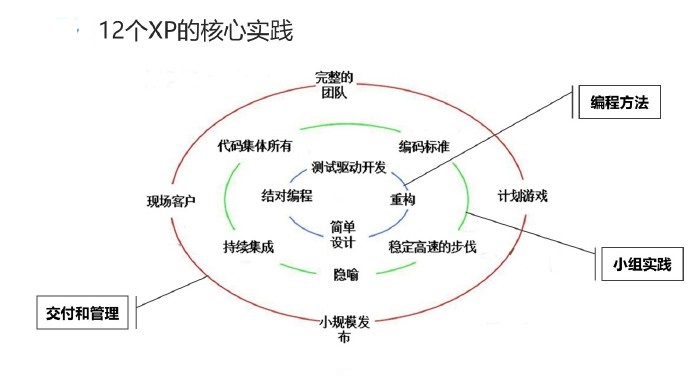 12个XP的核心实践
完整的
团队
编程方法
代码集体所有
编码标准
测试驱动开发
现场客户
结对编程
重构
计划游戏
简单
设计
持续集成
稳定高速的步伐
小组实践
隐喻
交付和管理
小规模发
布